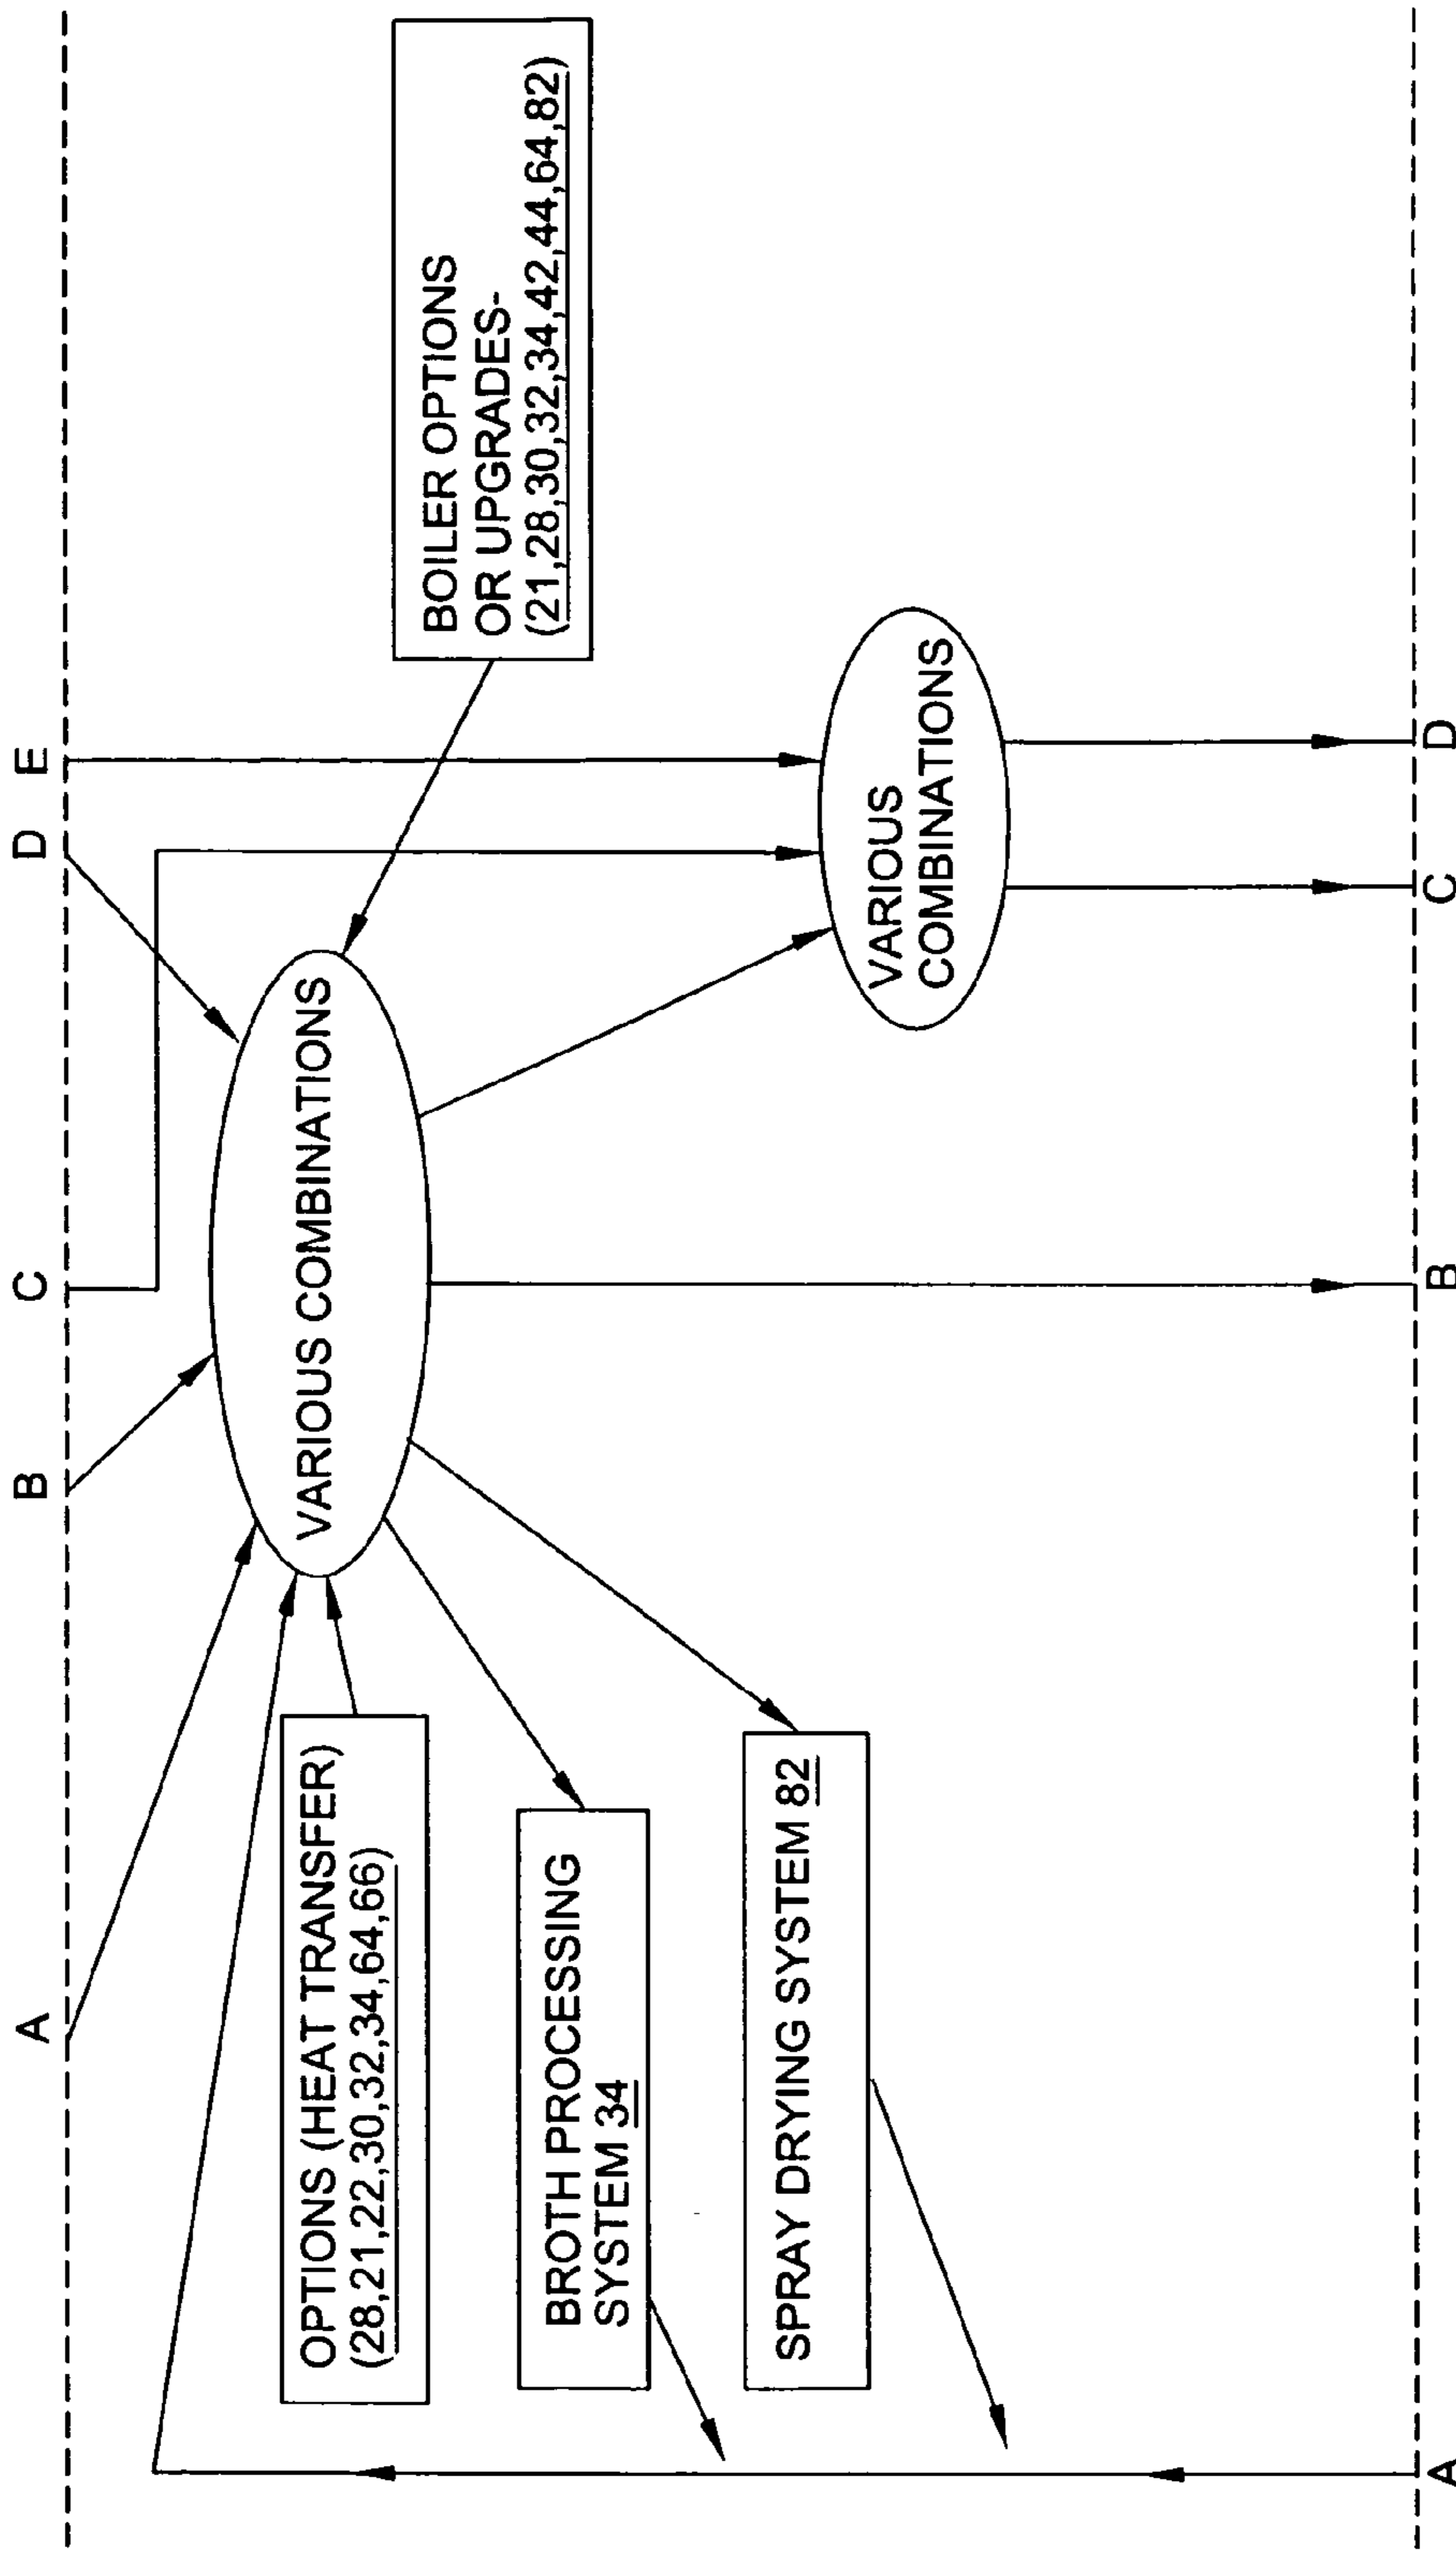 A
B
C
D
E
VARIOUS COMBINATIONS
OPTIONS (HEAT TRANSFER)
(28,21,22,30,32,34,64,66)
BOILER OPTIONS
OR UPGRADES-
(21,28,30,32,34,42,44,64,82)
BROTH PROCESSING
SYSTEM 34
SPRAY DRYING SYSTEM 82
VARIOUS
COMBINATIONS
A
B
C
D